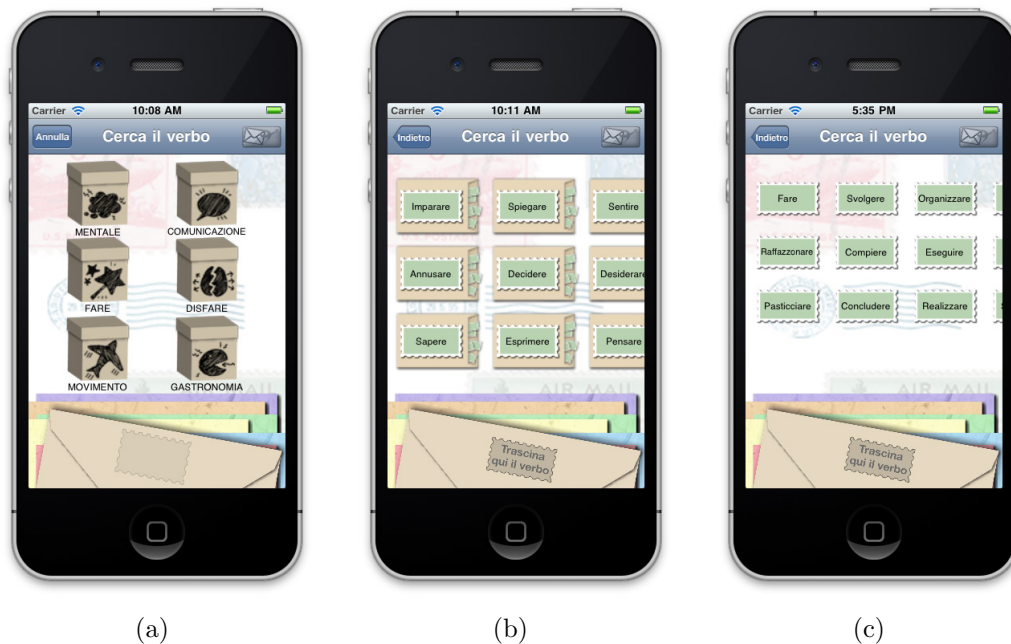 Carrier 10:08 AM
Annulla Cerca il verbo
MENTALE COMUNICAZIONE
FARE DISFARE
MOVIMENTO GASTRONOMIA
AIR MAIL
(a)
Carrier 10:11 AM
Indietro Cerca il verbo
Imparare Spiegare Sentire
Annusare Decidere Desiderare
Sapere Esprimere Pensare
AIR MAIL
Trascina
qui il verbo
(b)
Carrier 5:35 PM
Indietro Cerca il verbo
Fare Svolgere Organizzare
Raffazzonare Compiere Eseguire
Pasticciare Concludere Realizzare
AIR MAIL
Trascina
qui il verbo
(c)